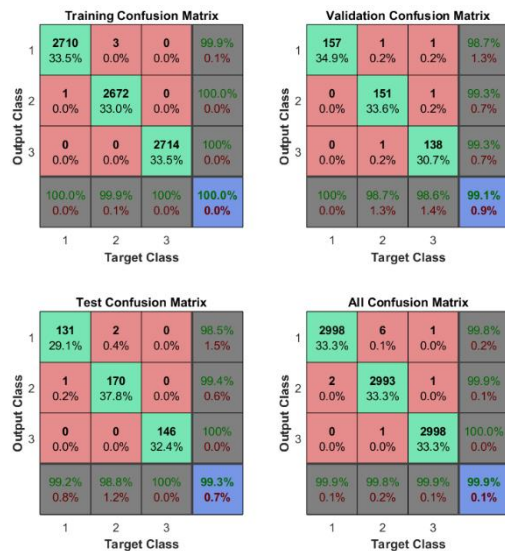 Training Confusion Matrix
1 2710 3 0 99.9%
33.5% 0.0% 0.0% 0.1%
2 1 2672 0 100.0%
0.0% 33.0% 0.0% 0.0%
3 0 0 2714 100%
0.0% 0.0% 33.5% 0.0%
100.0% 99.9% 100% 100.0%
0.0% 0.1% 0.0% 0.0%
1 2 3
Target Class
Output Class
Validation Confusion Matrix
1 157 1 1 98.7%
34.9% 0.2% 0.2% 1.3%
2 0 151 1 99.3%
0.0% 33.6% 0.2% 0.7%
3 0 1 138 99.3%
0.0% 0.2% 30.7% 0.7%
100% 98.7% 98.6% 99.1%
0.0% 1.3% 1.4% 0.9%
1 2 3
Target Class
Output Class
Test Confusion Matrix
1 131 2 0 98.5%
29.1% 0.4% 0.0% 1.5%
2 1 170 0 99.4%
0.2% 37.8% 0.0% 0.6%
3 0 0 146 100%
0.0% 0.0% 32.4% 0.0%
99.2% 98.8% 100% 99.3%
0.8% 1.2% 0.0% 0.7%
1 2 3
Target Class
Output Class
All Confusion Matrix
1 2998 6 1 99.8%
33.3% 0.1% 0.0% 0.2%
2 2 2993 1 99.9%
0.0% 33.3% 0.0% 0.1%
3 0 1 2998 100.0%
0.0% 0.0% 33.3% 0.0%
99.9% 99.8% 99.9% 99.9%
0.1% 0.2% 0.1% 0.1%
1 2 3
Target Class
Output Class